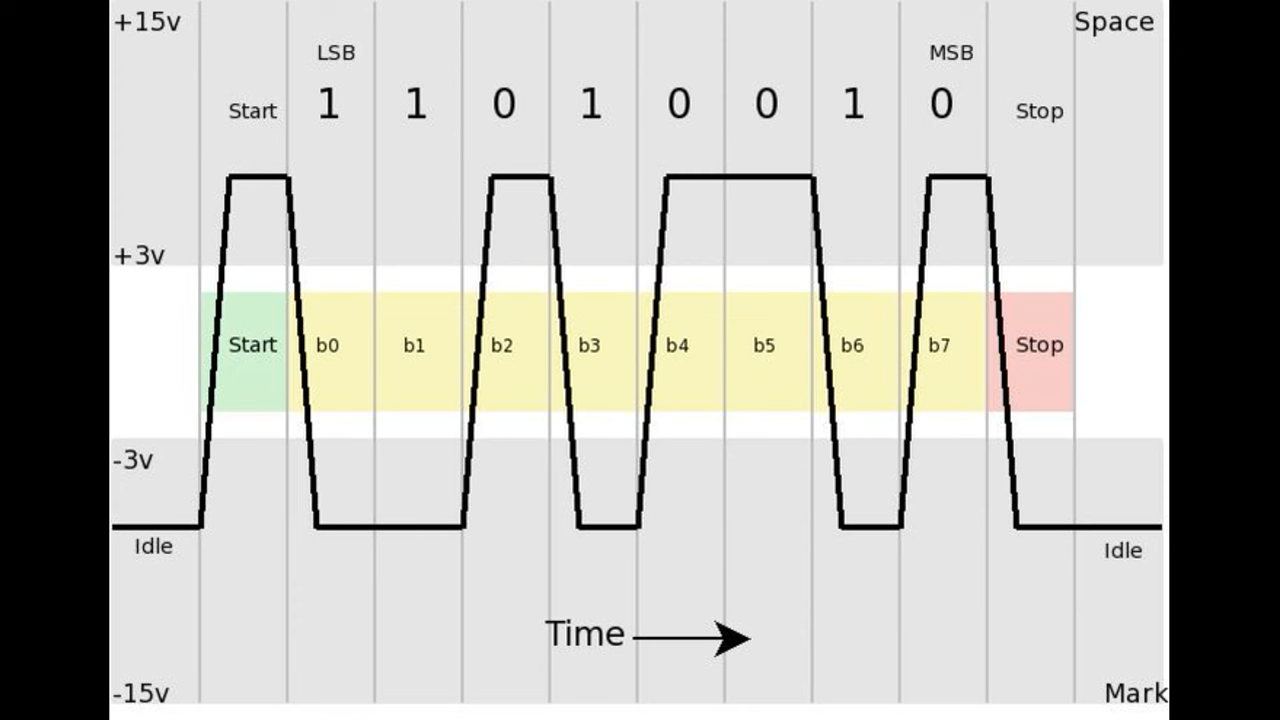 +15v Space
LSB MSB
Start 1 1 0 1 0 0 1 0 Stop
+3v
Start b0 b1 b2 b3 b4 b5 b6 b7 Stop
-3v
Idle Idle
Time
-15v Mark